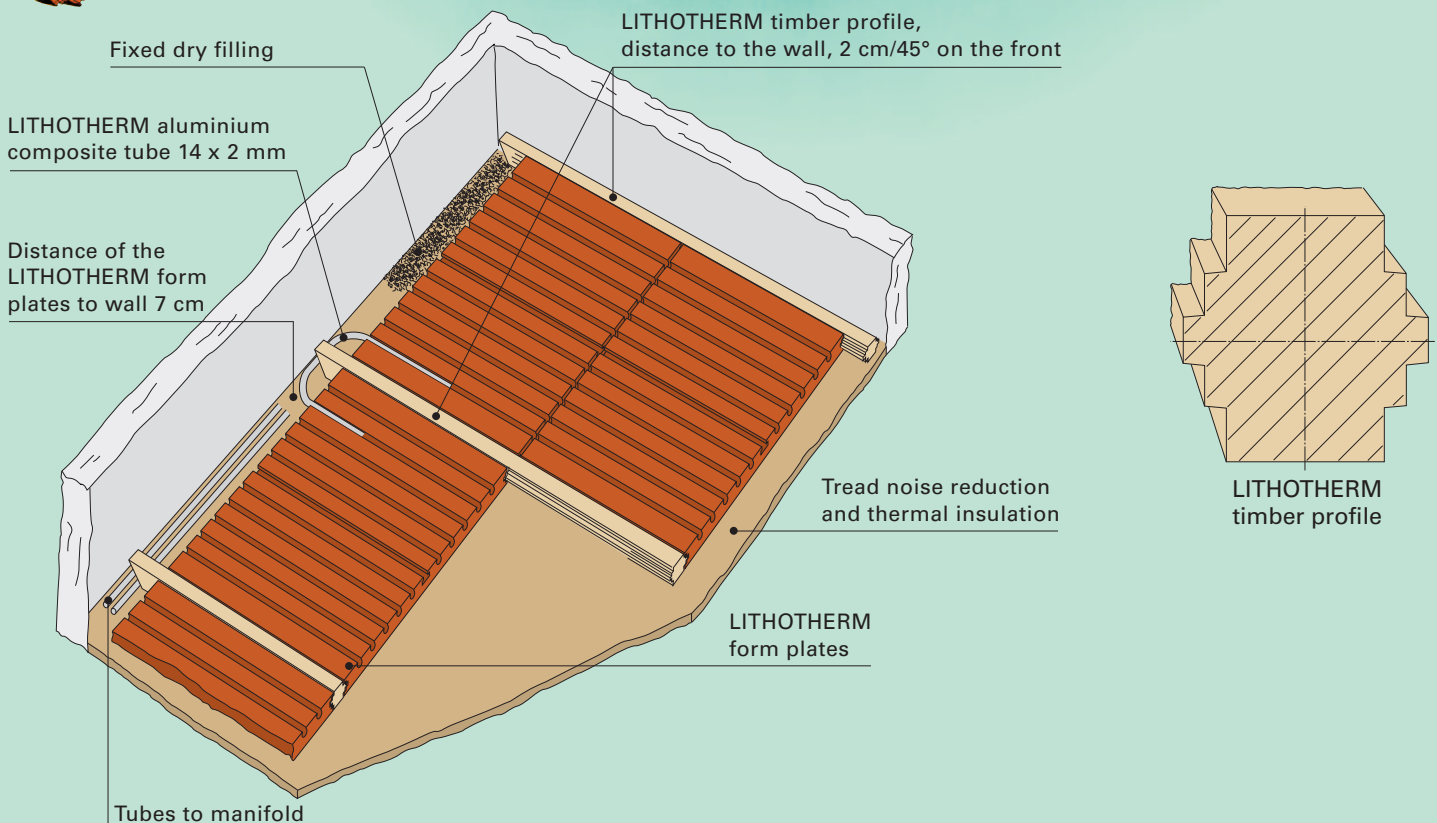 LITHOTHERM timber profile,
distance to the wall, 2 cm/45° on the front
Fixed dry filling
LITHOTHERM aluminium
composite tube 14 x 2 mm
Distance of the
LITHOTHERM form
plates to wall 7 cm
Tread noise reduction
and thermal insulation
LITHOTHERM
timber profile
LITHOTHERM
form plates
Tubes to manifold